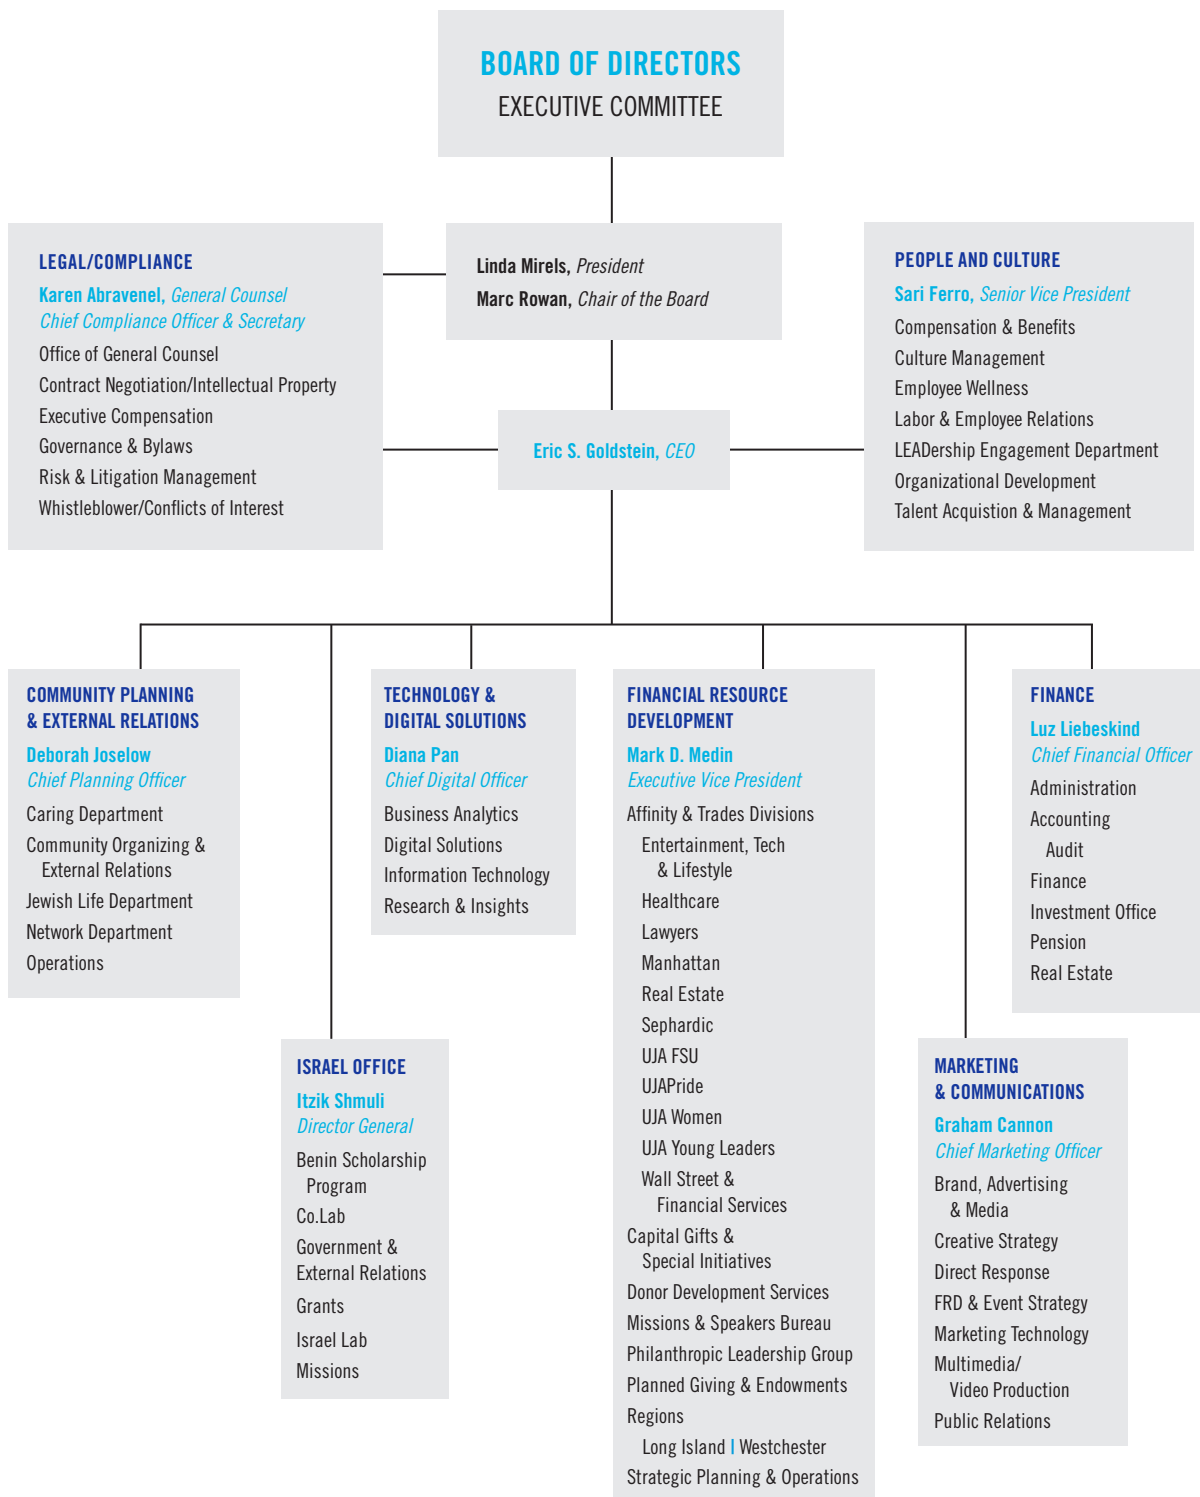 BOARD OF DIRECTORS
EXECUTIVE COMMITTEE
LEGAL/COMPLIANCE
Karen Abravenel, General Counsel
Chief Compliance Officer & Secretary
Office of General Counsel
Contract Negotiation/Intellectual Property
Executive Compensation
Governance & Bylaws
Risk & Litigation Management
Whistleblower/Conflicts of Interest
Linda Mirels, President
Marc Rowan, Chair of the Board
Eric S. Goldstein, CEO
PEOPLE AND CULTURE
Sari Ferro, Senior Vice President
Compensation & Benefits
Culture Management
Employee Wellness
Labor & Employee Relations
LEADership Engagement Department
Organizational Development
Talent Acquistion & Management
COMMUNITY PLANNING
& EXTERNAL RELATIONS
Deborah Joselow
Chief Planning Officer
Caring Department
Community Organizing &
External Relations
Jewish Life Department
Network Department
Operations
ISRAEL OFFICE
Itzik Shmuli
Director General
Benin Scholarship
Program
Co.Lab
Government &
External Relations
Grants
Israel Lab
Missions
TECHNOLOGY &
DIGITAL SOLUTIONS
Diana Pan
Chief Digital Officer
Business Analytics
Digital Solutions
Information Technology
Research & Insights
FINANCIAL RESOURCE
DEVELOPMENT
Mark D. Medin
Executive Vice President
Affinity & Trades Divisions
Entertainment, Tech
& Lifestyle
Healthcare
Lawyers
Manhattan
Real Estate
Sephardic
UJA FSU
UJAPride
UJA Women
UJA Young Leaders
Wall Street &
Financial Services
Capital Gifts &
Special Initiatives
Donor Development Services
Missions & Speakers Bureau
Philanthropic Leadership Group
Planned Giving & Endowments
Regions
Long Island | Westchester
Strategic Planning & Operations
MARKETING
& COMMUNICATIONS
Graham Cannon
Chief Marketing Officer
Brand, Advertising
& Media
Creative Strategy
Direct Response
FRD & Event Strategy
Marketing Technology
Multimedia/
Video Production
Public Relations
FINANCE
Luz Liebeskind
Chief Financial Officer
Administration
Accounting
Audit
Finance
Investment Office
Pension
Real Estate